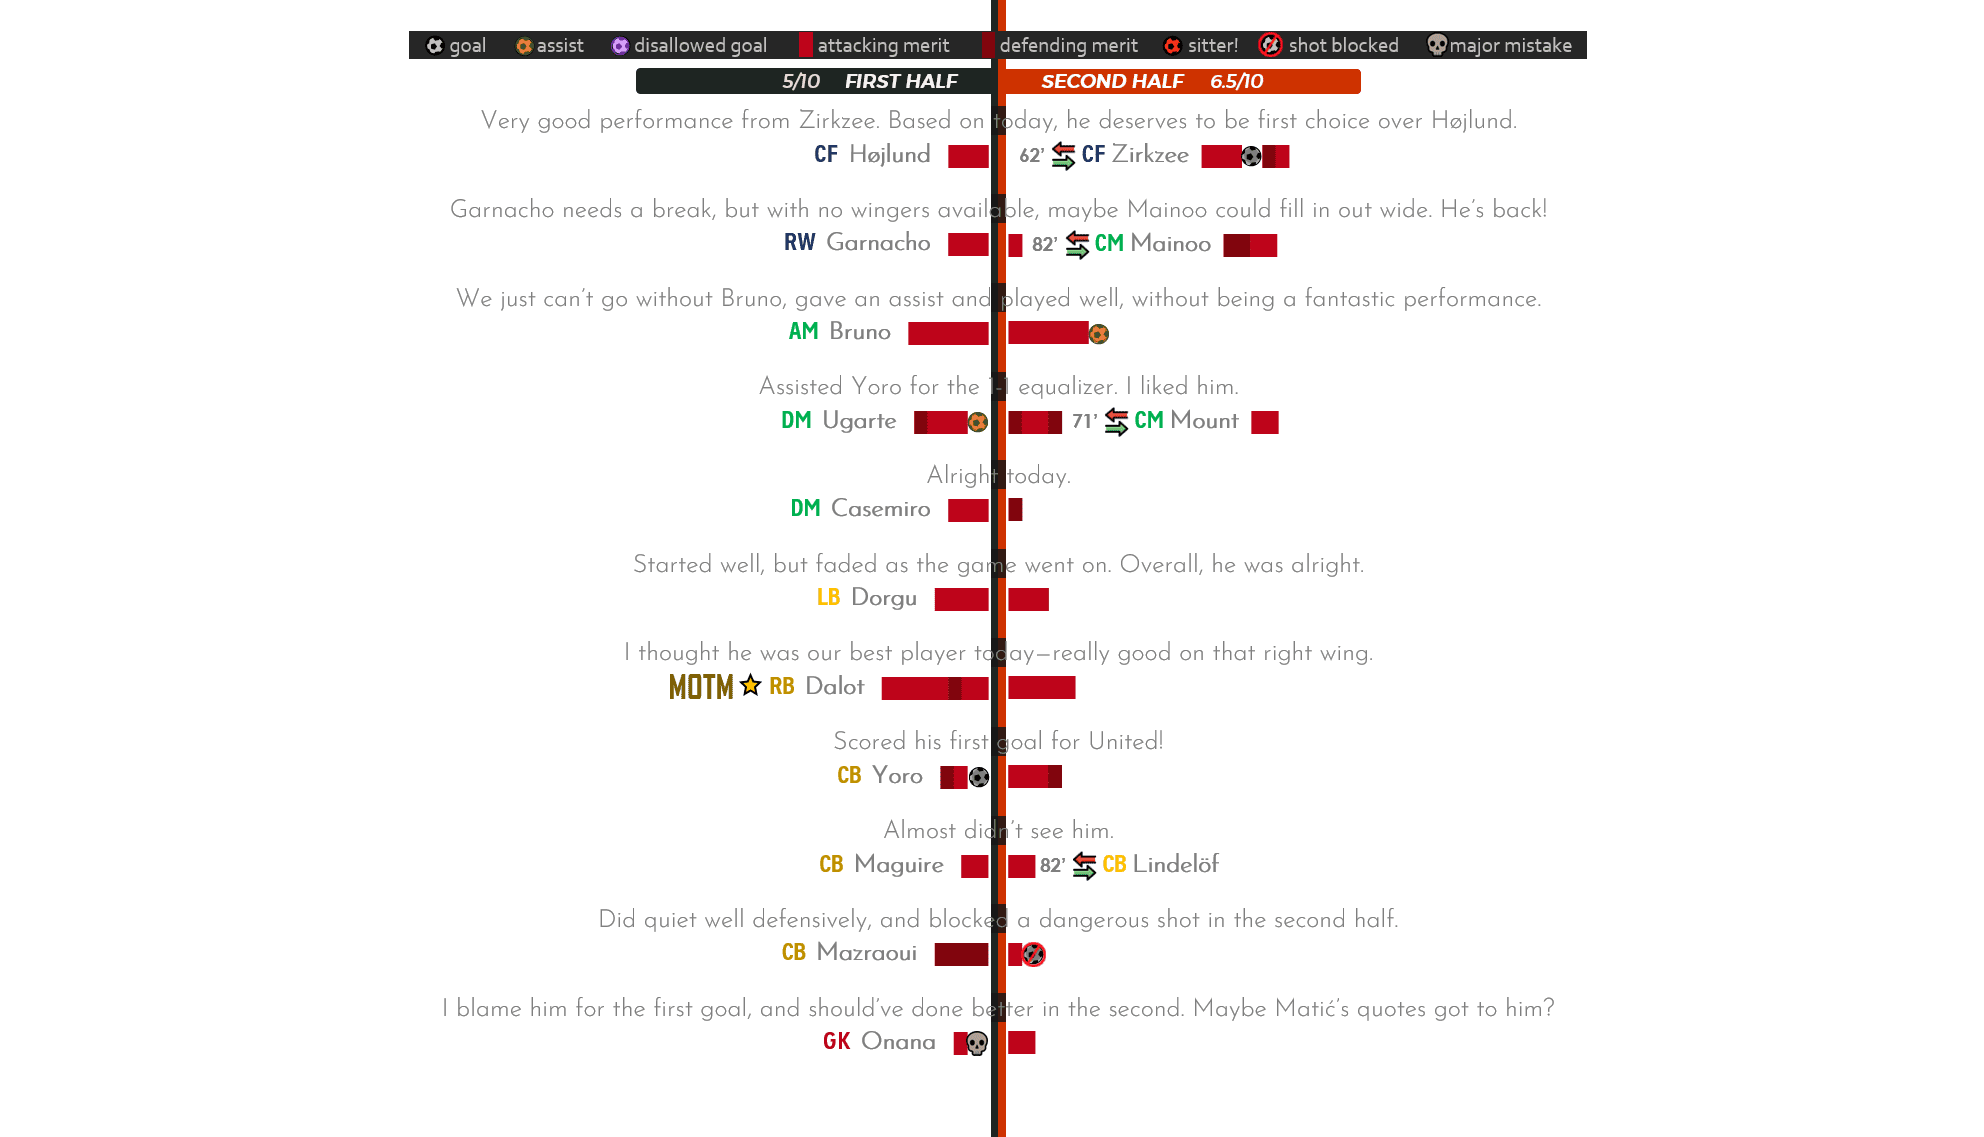 goal assist disallowed goal attacking merit defending merit sitter! shot blocked major mistake
5/10 FIRST HALF SECOND HALF 6.5/10
Very good performance from Zirkzee. Based on today, he deserves to be first choice over Højlund.
CF Højlund 62’ CF Zirkzee
Garnacho needs a break, but with no wingers available, maybe Mainoo could fill in out wide. He’s back!
RW Garnacho 82’ CM Mainoo
We just can’t go without Bruno, gave an assist and played well, without being a fantastic performance.
AM Bruno
Assisted Yoro for the 1-1 equalizer. I liked him.
DM Ugarte 71’ CM Mount
Alright today.
DM Casemiro
Started well, but faded as the game went on. Overall, he was alright.
LB Dorgu
I thought he was our best player today—really good on that right wing.
MOTM RB Dalot
Scored his first goal for United!
CB Yoro
Almost didn’t see him.
CB Maguire 82’ CB Lindelöf
Did quiet well defensively, and blocked a dangerous shot in the second half.
CB Mazraoui
I blame him for the first goal, and should’ve done better in the second. Maybe Matić’s quotes got to him?
GK Onana